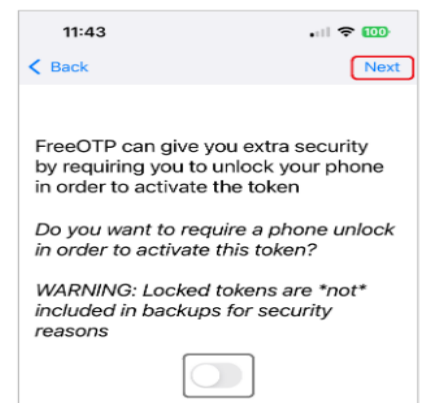 11:43
100
Back
Next
FreeOTP can give you extra security
by requiring you to unlock your phone
in order to activate the token
Do you want to require a phone unlock
in order to activate this token?
WARNING: Locked tokens are *not*
included in backups for security
reasons